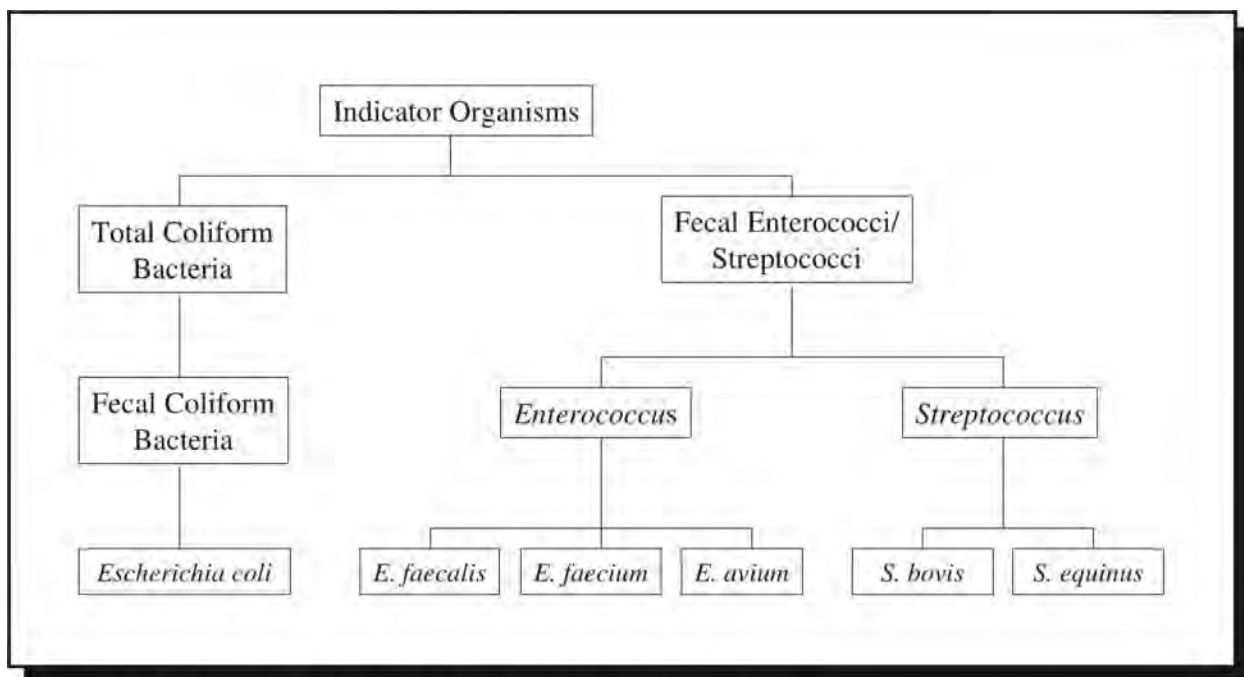 Indicator Organisms
Total Coliform
Bacteria
Fecal Enterococci/
Streptococci
Fecal Coliform
Bacteria
Enterococcus
Streptococcus
Escherichia coli
E. faecalis
E. faecium
E. avium
S. bovis
S. equinus